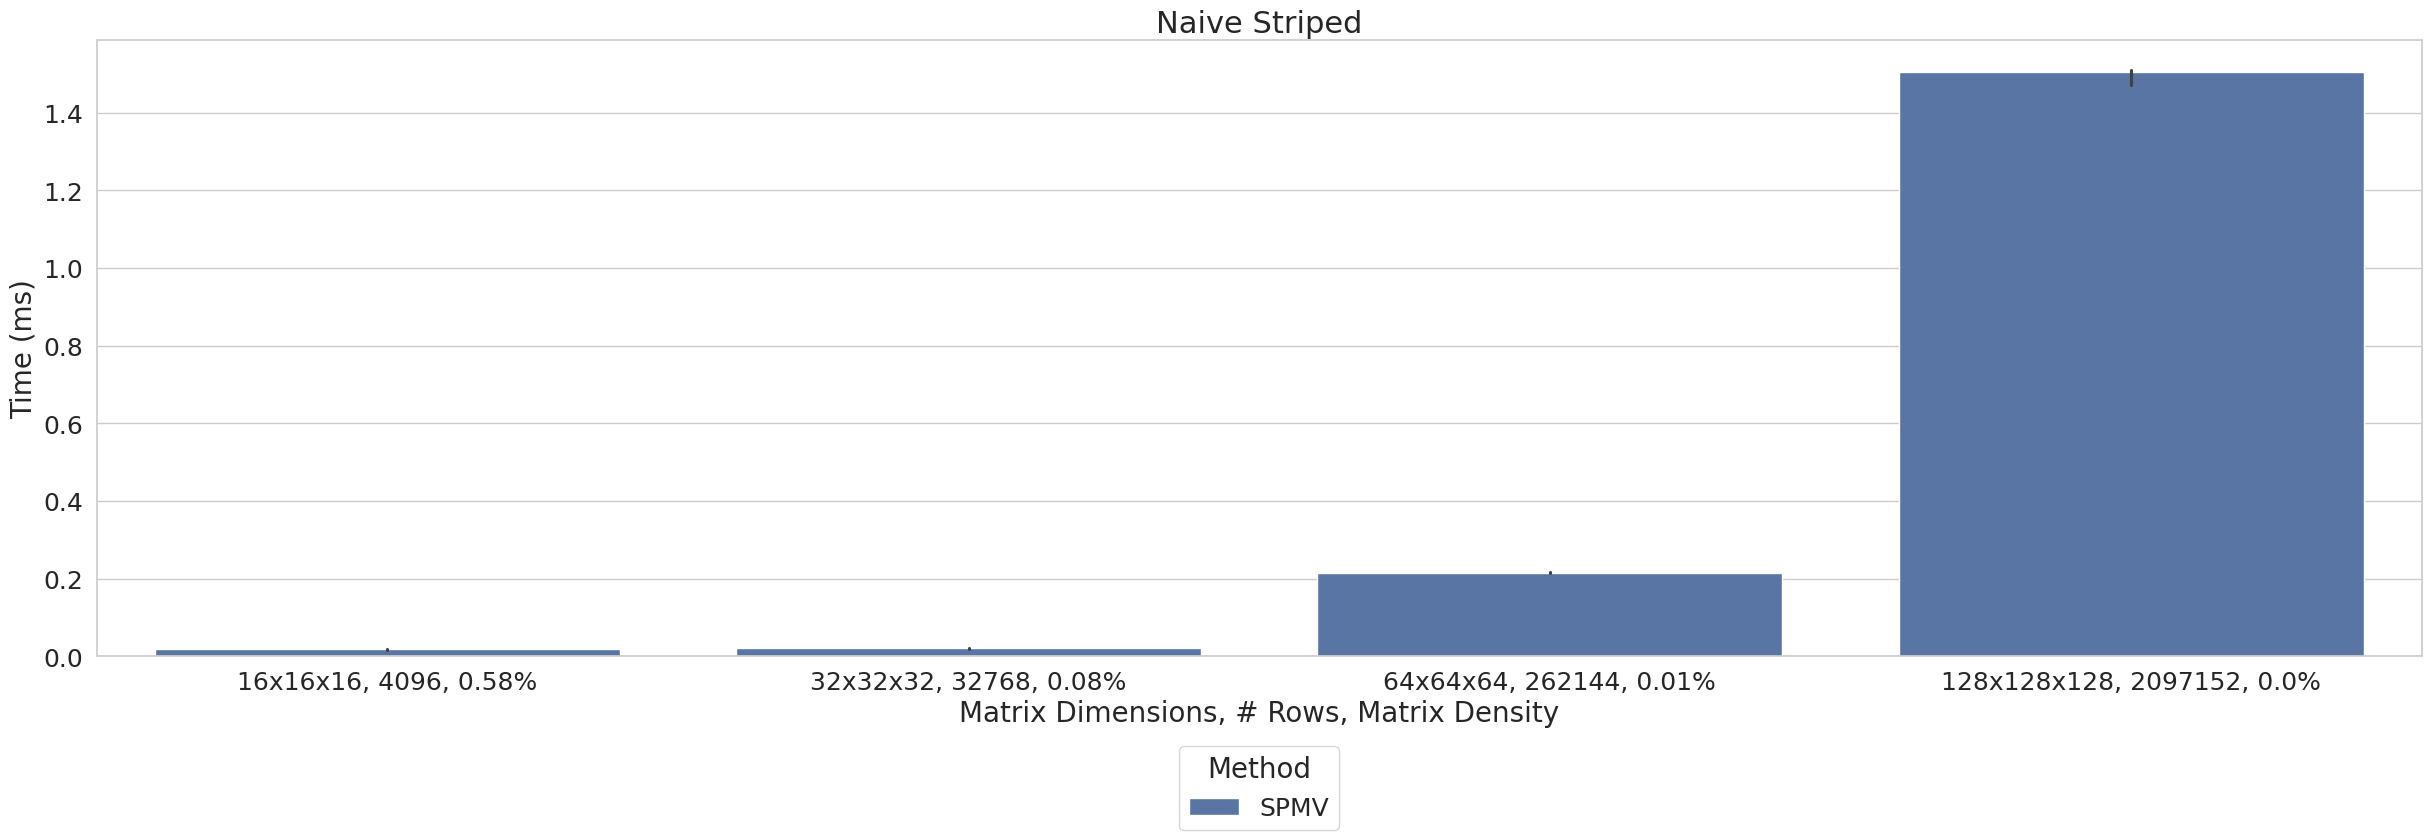 Naive Striped
Time (ms)
1.4
1.2
1.0
0.8
0.6
0.4
0.2
0.0
16x16x16, 4096, 0.58% 32x32x32, 32768, 0.08% 64x64x64, 262144, 0.01% 128x128x128, 2097152, 0.0%
Matrix Dimensions, # Rows, Matrix Density
Method
SPMV